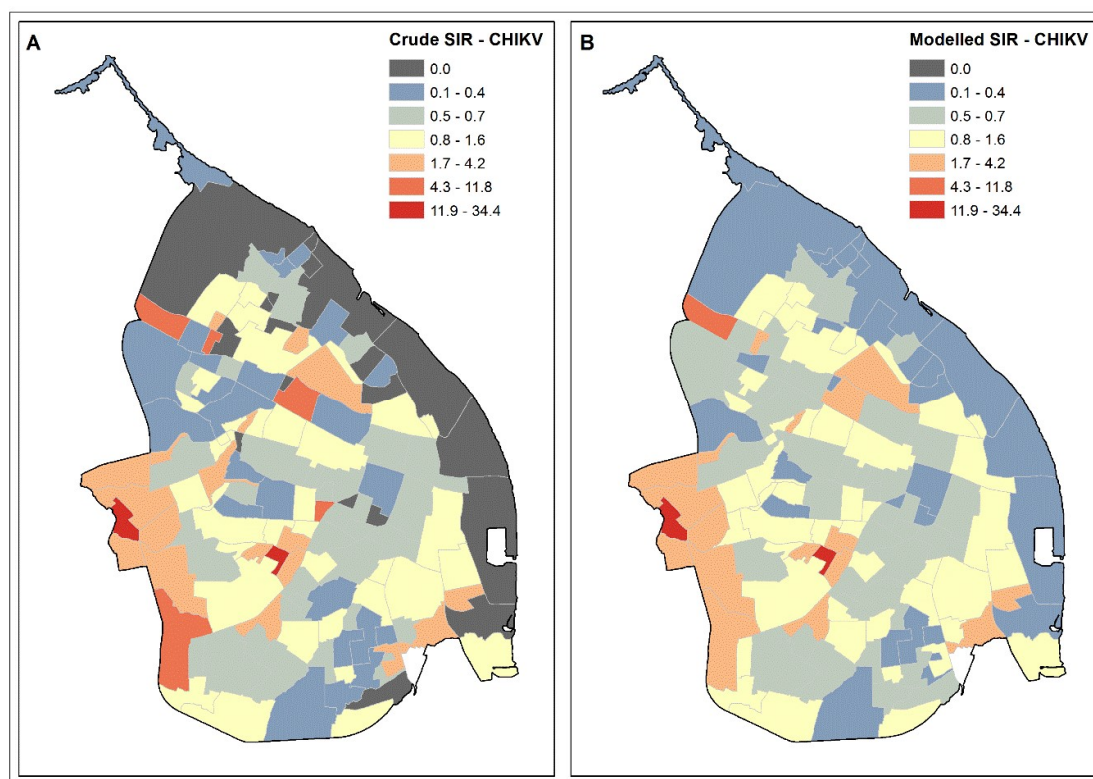 A
Crude SIR - CHIKV
0.0
0.1 - 0.4
0.5 - 0.7
0.8 - 1.6
1.7 - 4.2
4.3 - 11.8
11.9 - 34.4
B
Modelled SIR - CHIKV
0.0
0.1 - 0.4
0.5 - 0.7
0.8 - 1.6
1.7 - 4.2
4.3 - 11.8
11.9 - 34.4